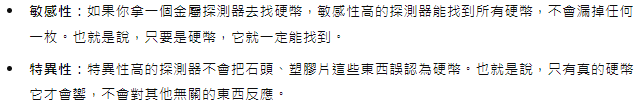 • 敏感性：如果你拿一個金屬探測器去找硬幣，敏感性高的探測器能找到所有硬幣，不會漏掉任何
一枚。也就是說，只要是硬幣，它就一定能找到。
• 特異性：特異性高的探測器不會把石頭、塑膠片這些東西誤認為硬幣。也就是說，只有真的硬幣
它才會響，不會對其他無關的東西反應。